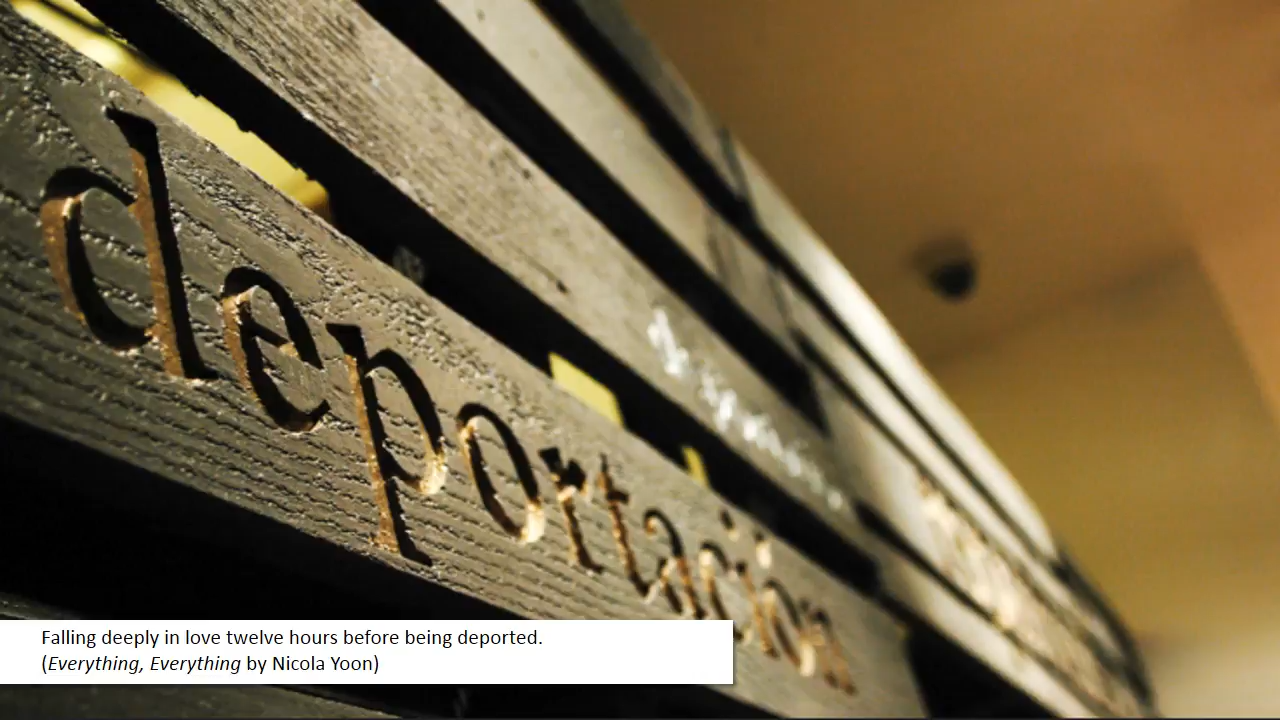 deportación
Falling deeply in love twelve hours before being deported.
(Everything, Everything by Nicola Yoon)